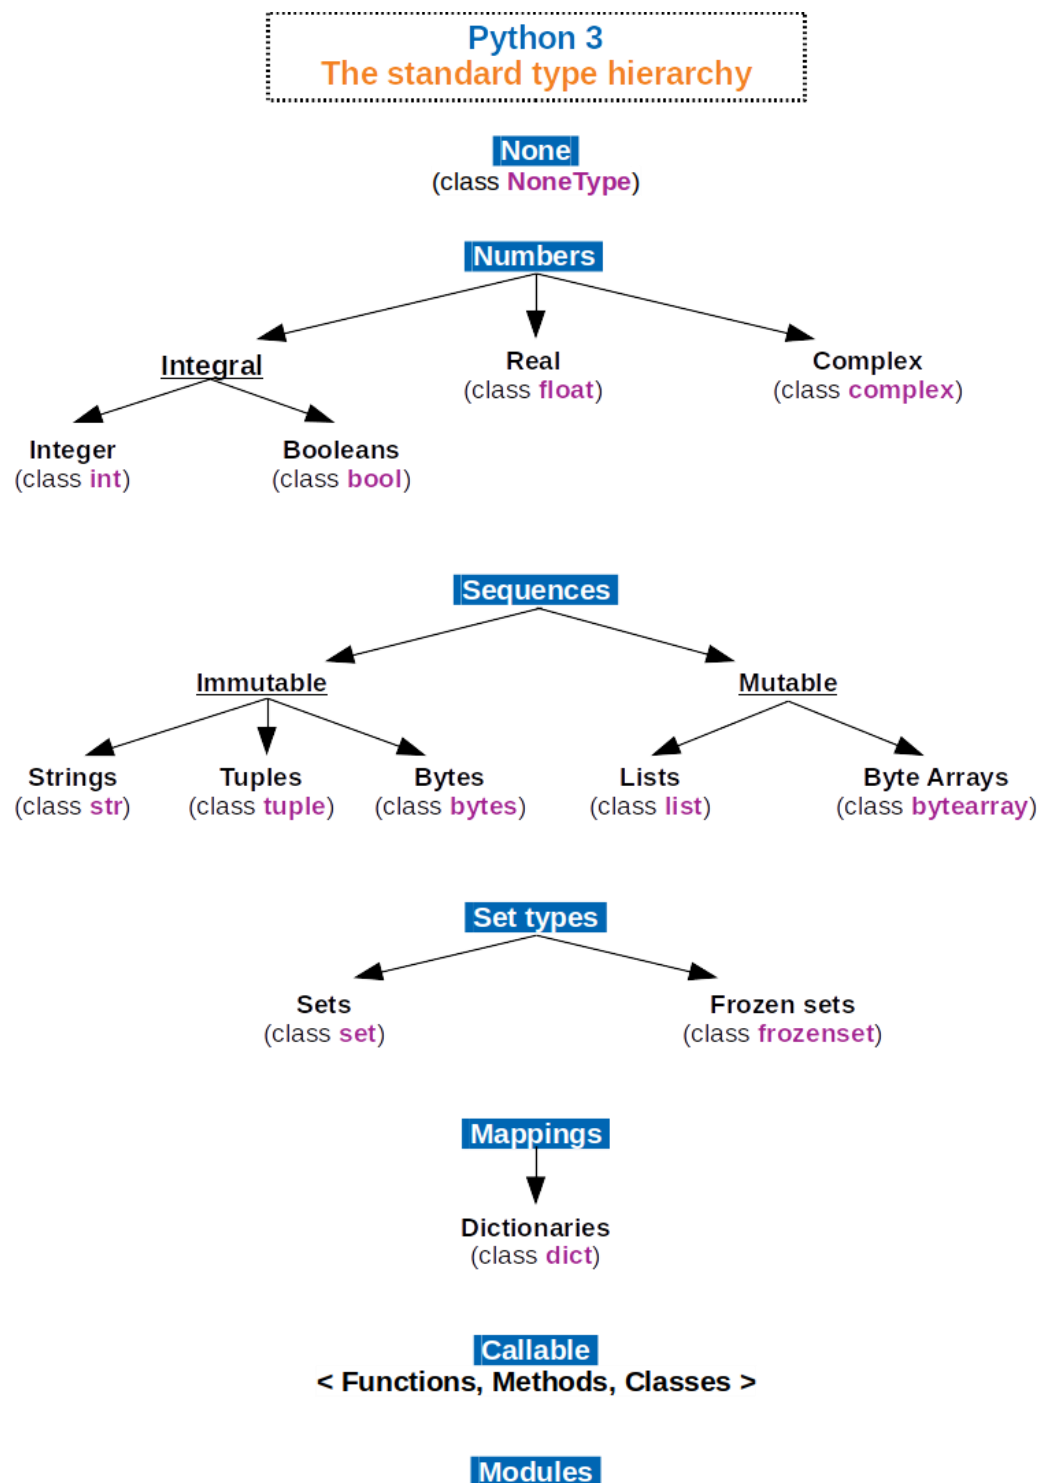 Python 3
The standard type hierarchy
None
(class NoneType)
Numbers
Integral
Real
(class float)
Complex
(class complex)
Integer
(class int)
Booleans
(class bool)
Sequences
Immutable
Mutable
Strings
(class str)
Tuples
(class tuple)
Bytes
(class bytes)
Lists
(class list)
Byte Arrays
(class bytearray)
Set types
Sets
(class set)
Frozen sets
(class frozenset)
Mappings
Dictionaries
(class dict)
Callable
< Functions, Methods, Classes >
Modules